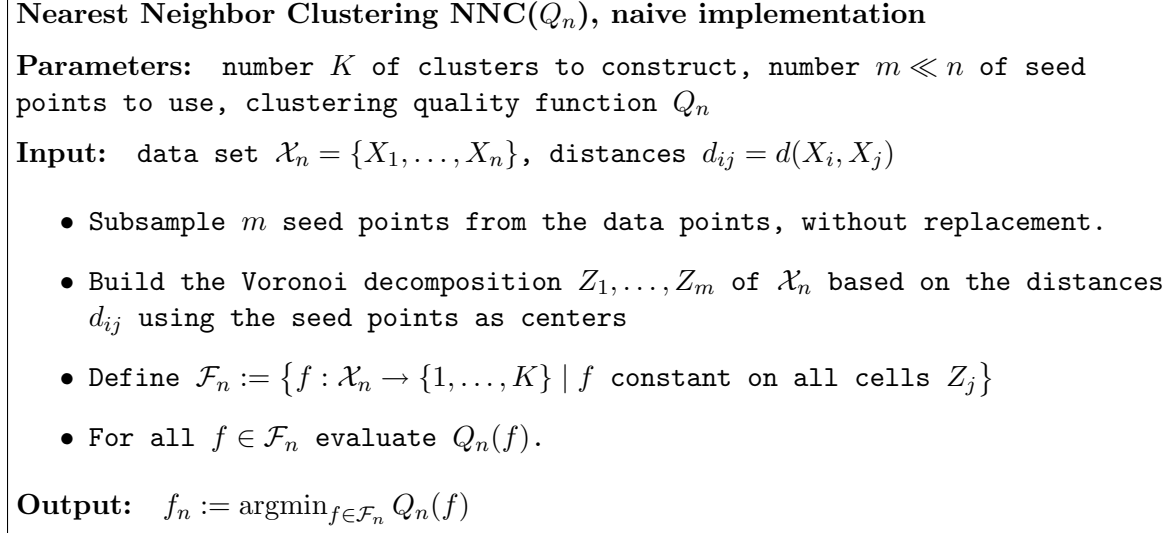 Nearest Neighbor Clustering NNC(Qₙ), naive implementation
Parameters: number K of clusters to construct, number m ≪ n of seed
points to use, clustering quality function Qₙ
Input: data set 𝒳ₙ = {X₁, . . . , Xₙ}, distances dᵢⱼ = d(Xᵢ, Xⱼ)
• Subsample m seed points from the data points, without replacement.
• Build the Voronoi decomposition Z₁, . . . , Zₘ of 𝒳ₙ based on the distances
dᵢⱼ using the seed points as centers
• Define ℱₙ := {f : 𝒳ₙ → {1, . . . , K} | f constant on all cells Zⱼ}
• For all f ∈ ℱₙ evaluate Qₙ(f).
Output: fₙ := argmin_{f∈ℱₙ} Qₙ(f)